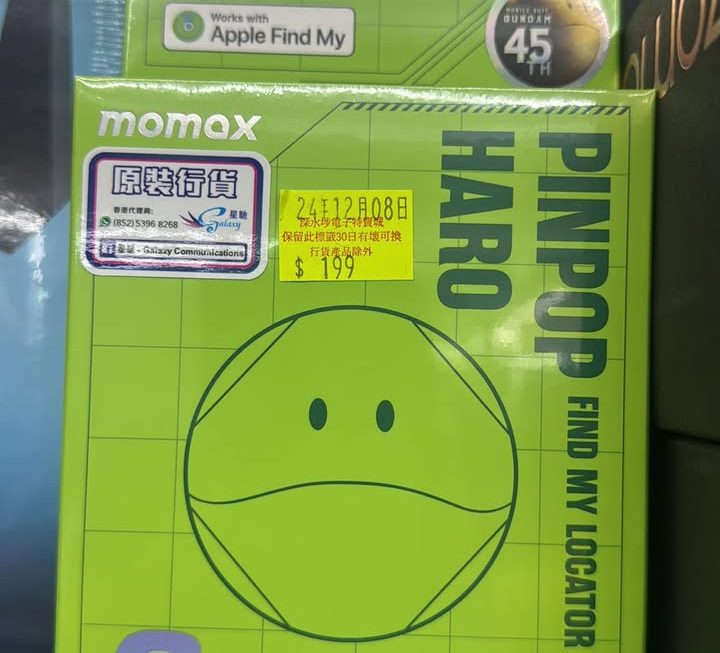 Works with
Apple Find My
MOBILE SUIT
GUNDAM
45
TH
momax
原裝行貨
香港代理商:
(852) 5396 8268
星馳
Galaxy
星馳 - Galaxy Communications
24年12月08日
深水埗電子特賣城
保留此標籤30日有壞可換
行貨產品除外
$ 199
PINPOP FIND MY LOCATOR
HARO